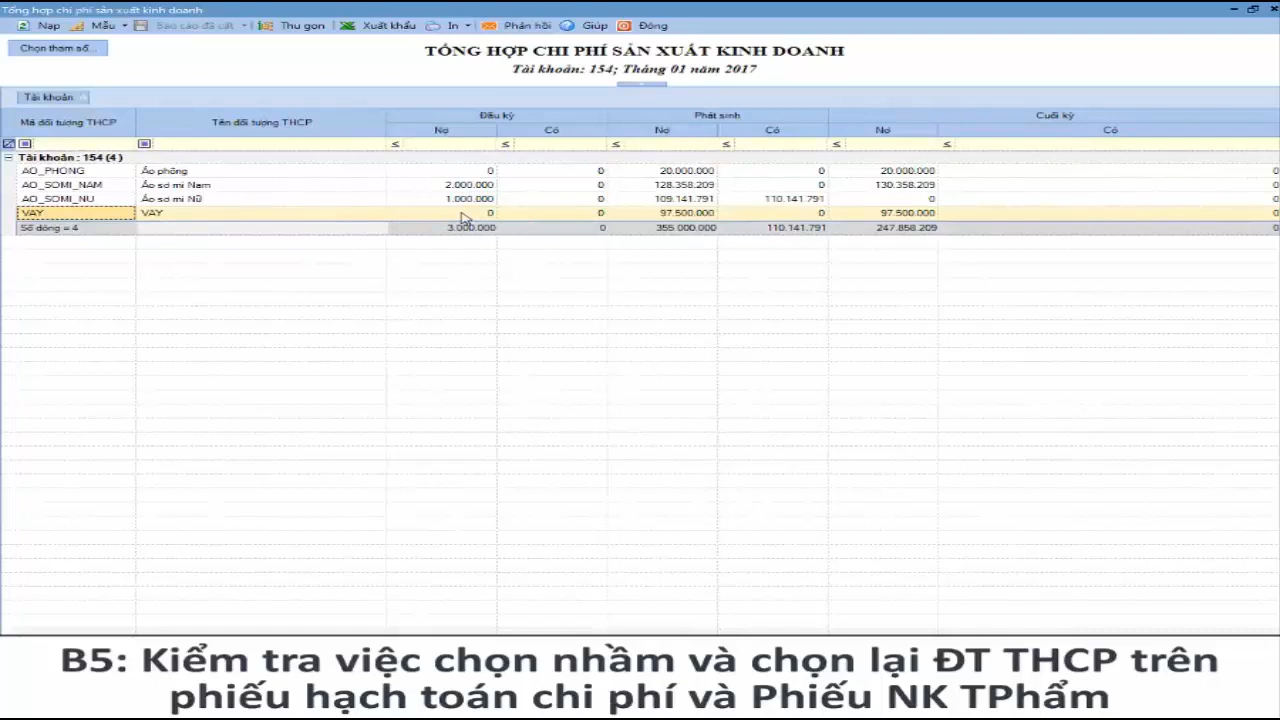 Tổng hợp chi phí sản xuất kinh doanh
Nạp Mẫu Báo cáo đã cất Thu gọn Xuất khẩu In Phản hồi Giúp Đóng
Chọn tham số...
TỔNG HỢP CHI PHÍ SẢN XUẤT KINH DOANH
Tài khoản: 154; Tháng 01 năm 2017
Tài khoản
Mã đối tượng THCP Tên đối tượng THCP Đầu kỳ Phát sinh Cuối kỳ
Nợ Có Nợ Có Nợ Có
≤ ≤ ≤ ≤ ≤ ≤
Tài khoản : 154 (4 )
AO_PHONG Áo phông 0 0 20.000.000 0 20.000.000 0
AO_SOMI_NAM Áo sơ mi Nam 2.000.000 0 128.358.209 0 130.358.209 0
AO_SOMI_NU Áo sơ mi Nữ 1.000.000 0 109.141.791 110.141.791 0 0
VAY VAY 0 0 97.500.000 0 97.500.000 0
Số dòng = 4 3.000.000 0 355.000.000 110.141.791 247.858.209 0
B5: Kiểm tra việc chọn nhầm và chọn lại ĐT THCP trên
phiếu hạch toán chi phí và Phiếu NK TPhẩm